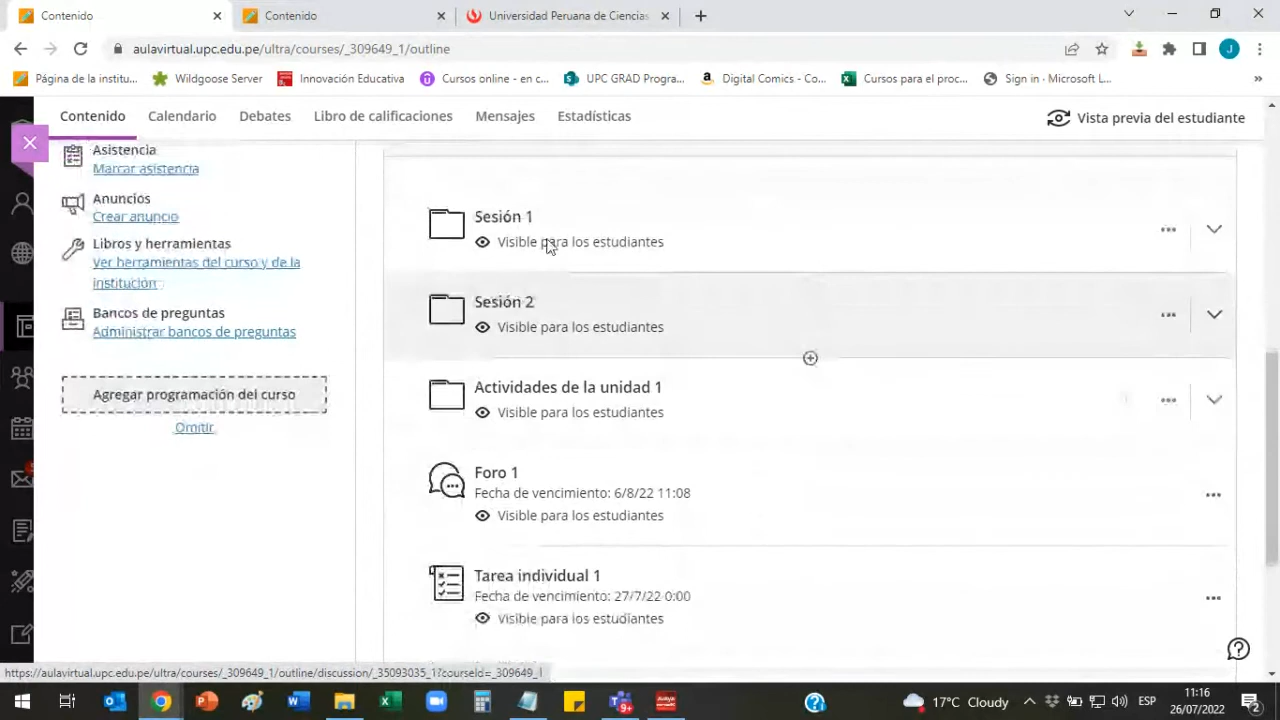 Contenido
Contenido
Universidad Peruana de Ciencias
aulavirtual.upc.edu.pe/ultra/courses/_309649_1/outline
J
Página de la institu...
Wildgoose Server
Innovación Educativa
Cursos online - en c...
UPC GRAD Progra...
Digital Comics - Co...
Cursos para el proc...
Sign in · Microsoft L...
»
Contenido
Calendario
Debates
Libro de calificaciones
Mensajes
Estadísticas
Vista previa del estudiante
Asistencia
Marcar asistencia
Anuncios
Crear anuncio
Libros y herramientas
Ver herramientas del curso y de la
institución
Bancos de preguntas
Administrar bancos de preguntas
Agregar programación del curso
Omitir
Sesión 1
Visible para los estudiantes
Sesión 2
Visible para los estudiantes
Actividades de la unidad 1
Visible para los estudiantes
Foro 1
Fecha de vencimiento: 6/8/22 11:08
Visible para los estudiantes
Tarea individual 1
Fecha de vencimiento: 27/7/22 0:00
Visible para los estudiantes
https://aulavirtual.upc.edu.pe/ultra/courses/_309649_1/outline/discussion/_35093035_1?courseId=_309649_1
9+
17°C Cloudy
ESP
11:16
26/07/2022
2